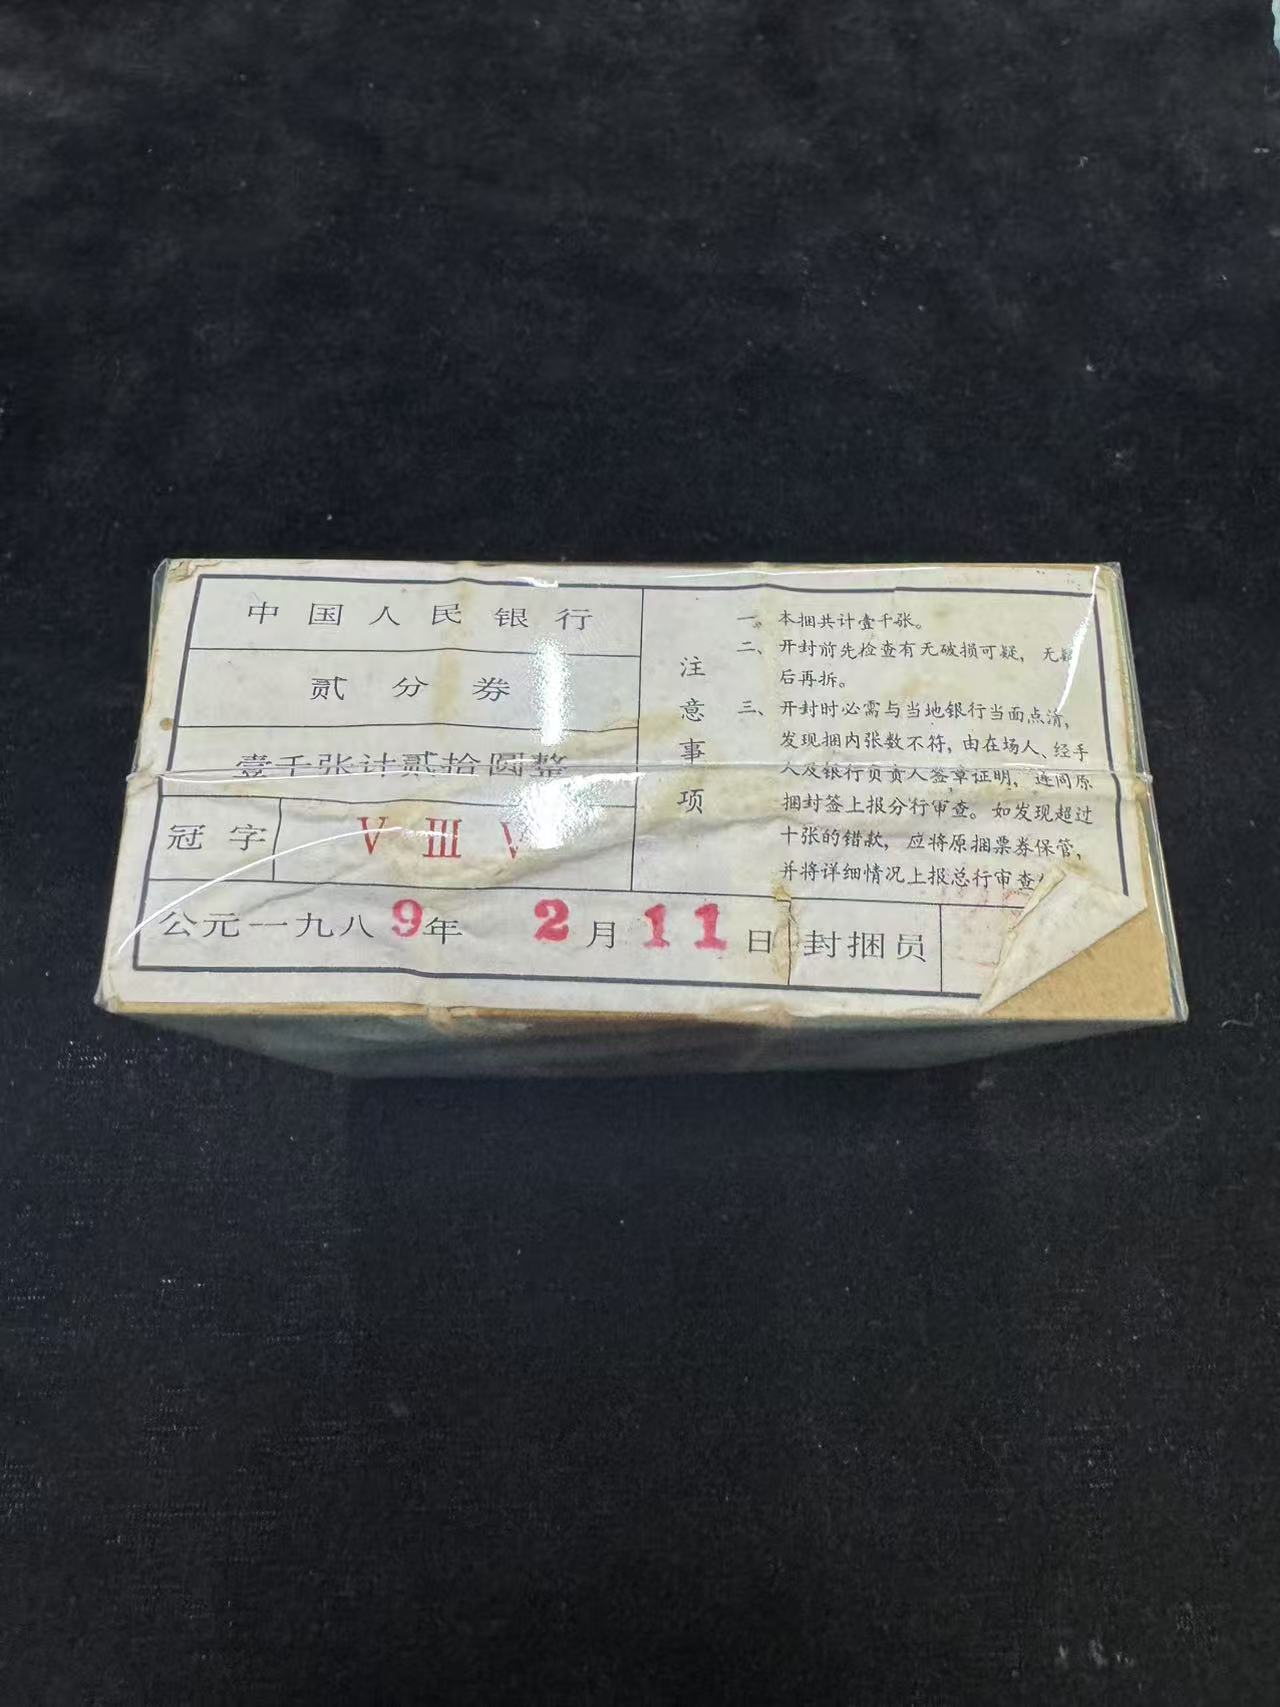 中国人民银行
贰分券
壹千张计贰拾圆整
冠字 V III V
公元一九八9年 2月11日 封捆员
注意事项
一、本捆共计壹千张。
二、开封前先检查有无破损可疑，无
后再拆。
三、开封时必需与当地银行当面点清，
发现捆内张数不符，由在场人、经手
人及银行负责人签章证明，连同原
捆封签上报分行审查。如发现超过
十张的错款，应将原捆票券保管，
并将详细情况上报总行审查